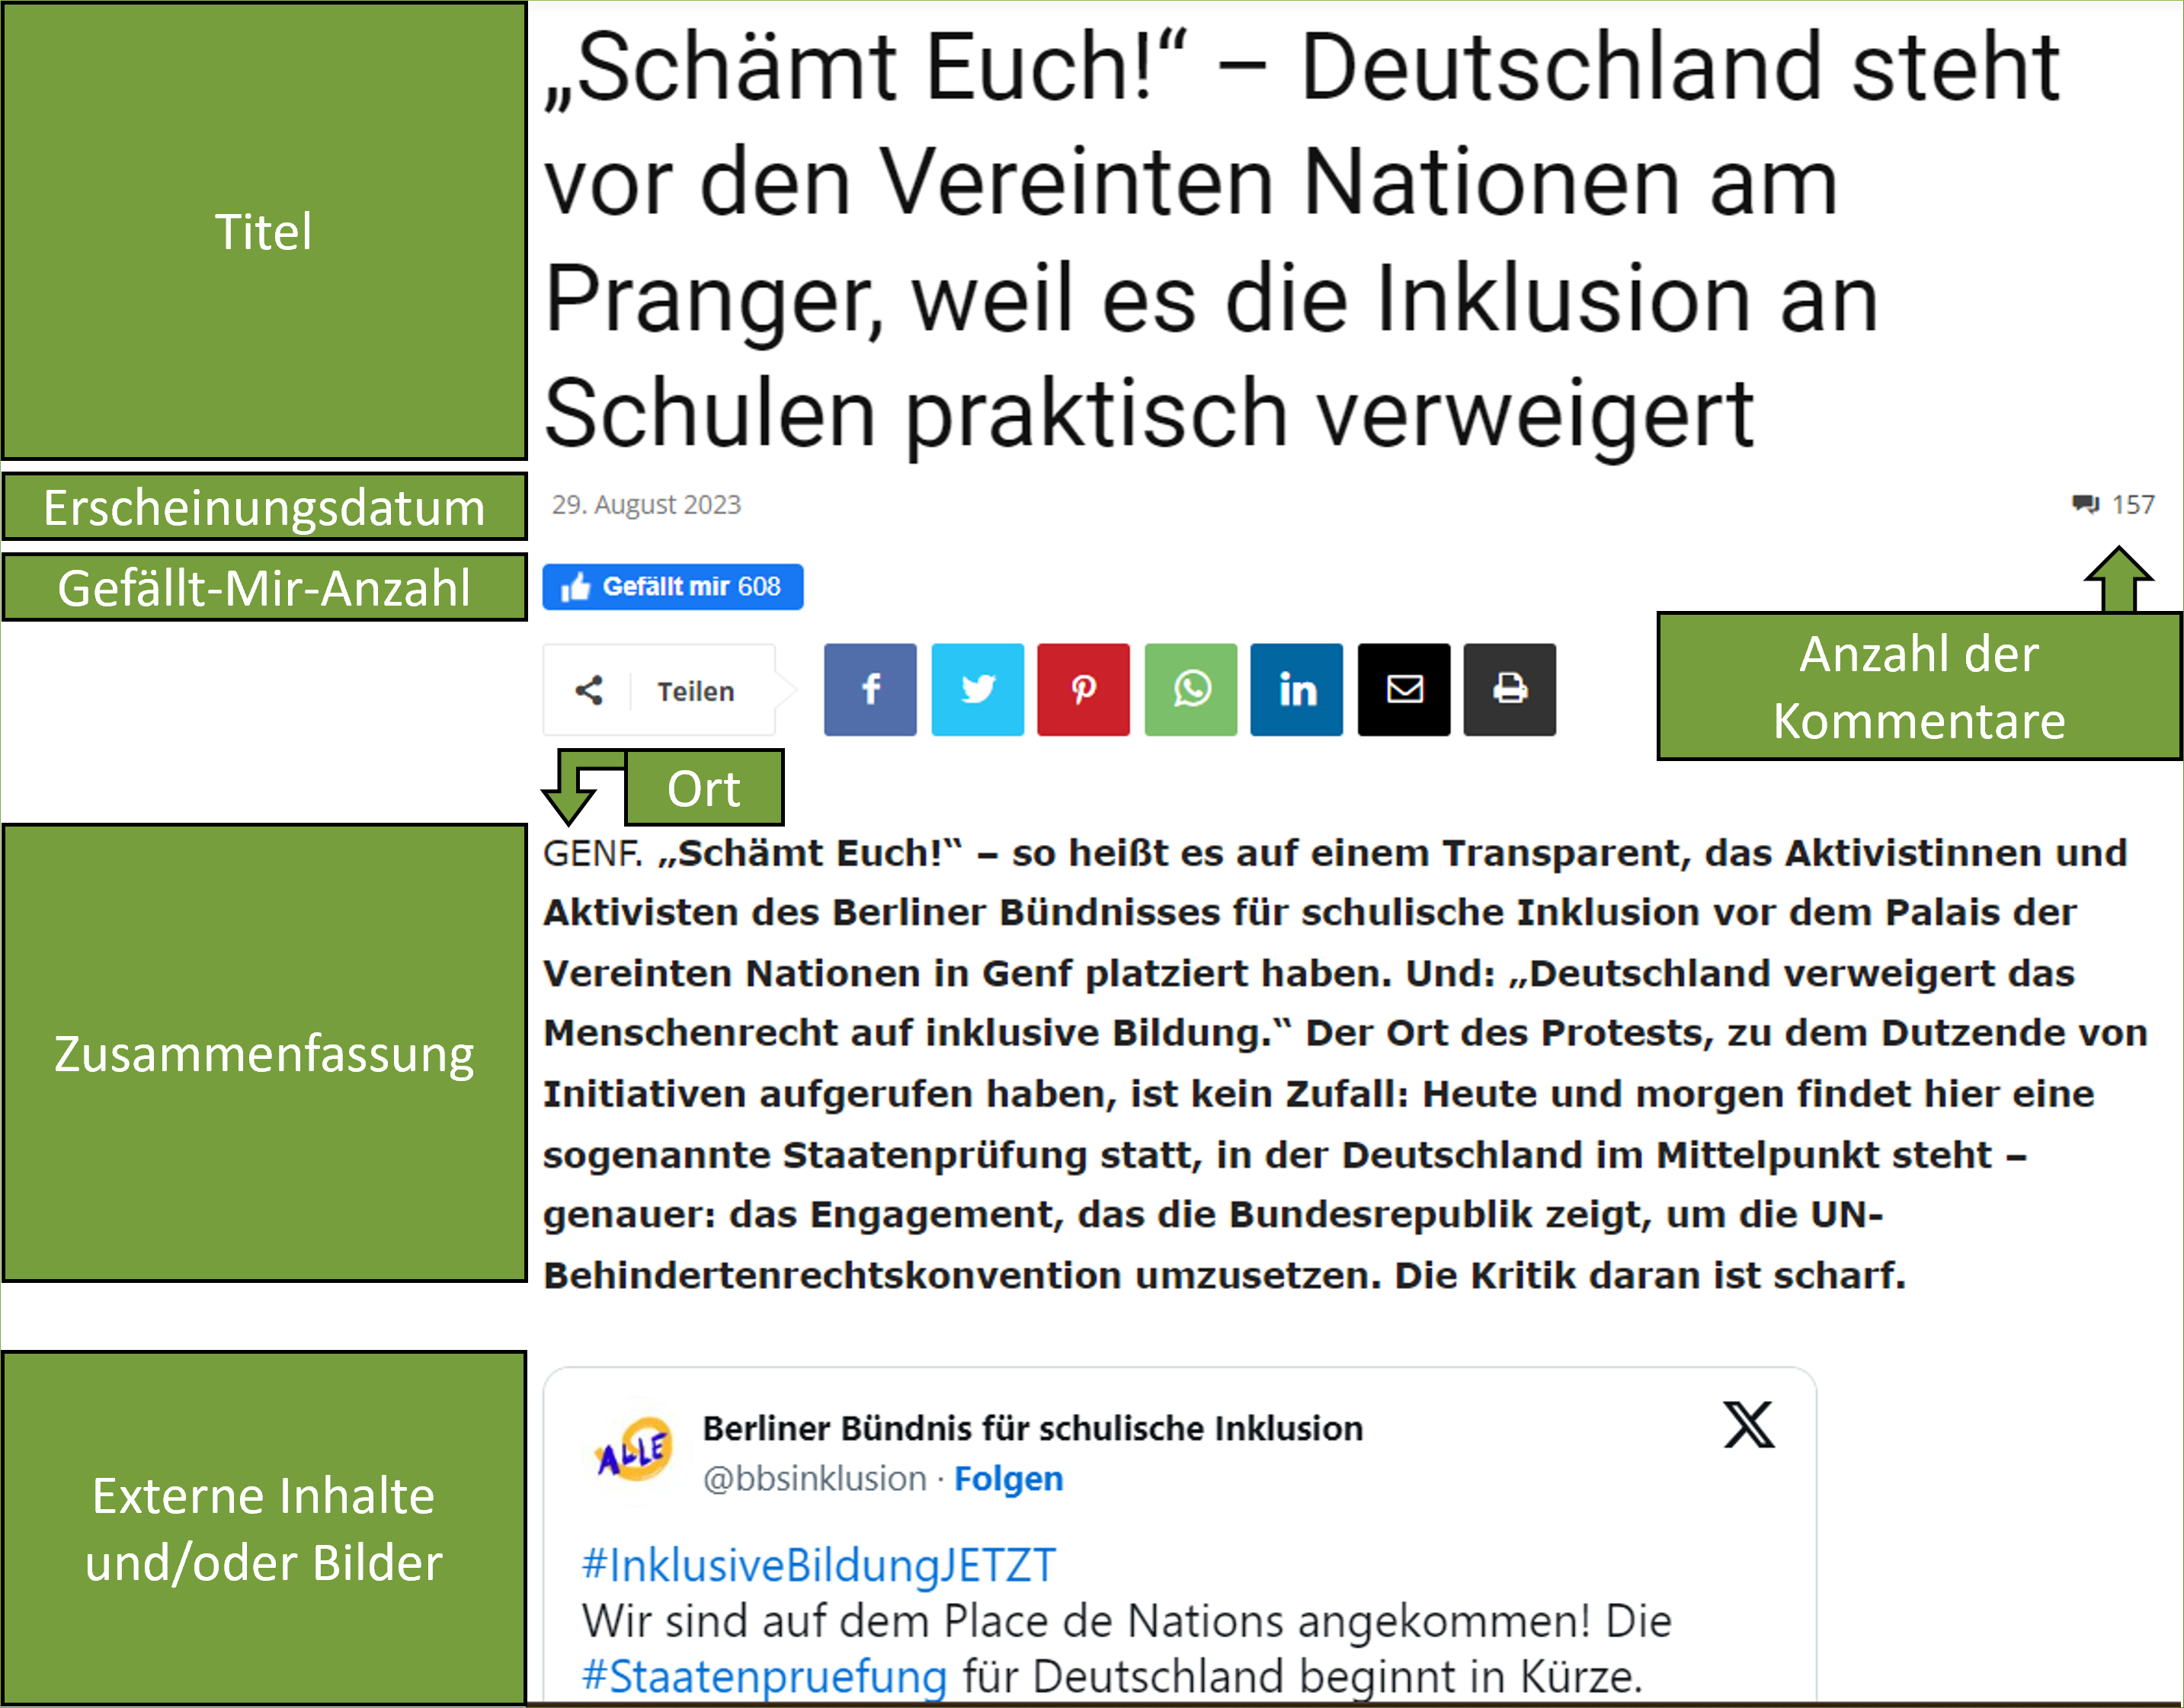 Titel
„Schämt Euch!“ – Deutschland steht
vor den Vereinten Nationen am
Pranger, weil es die Inklusion an
Schulen praktisch verweigert
Erscheinungsdatum
29. August 2023
157
Gefällt-Mir-Anzahl
Gefällt mir 608
Anzahl der
Kommentare
Teilen
Ort
Zusammenfassung
GENF. „Schämt Euch!“ – so heißt es auf einem Transparent, das Aktivistinnen und
Aktivisten des Berliner Bündnisses für schulische Inklusion vor dem Palais der
Vereinten Nationen in Genf platziert haben. Und: „Deutschland verweigert das
Menschenrecht auf inklusive Bildung.“ Der Ort des Protests, zu dem Dutzende von
Initiativen aufgerufen haben, ist kein Zufall: Heute und morgen findet hier eine
sogenannte Staatenprüfung statt, in der Deutschland im Mittelpunkt steht –
genauer: das Engagement, das die Bundesrepublik zeigt, um die UN-
Behindertenrechtskonvention umzusetzen. Die Kritik daran ist scharf.
Externe Inhalte
und/oder Bilder
ALLE
Berliner Bündnis für schulische Inklusion
@bbsinklusion · Folgen
#InklusiveBildungJETZT
Wir sind auf dem Place de Nations angekommen! Die
#Staatenpruefung für Deutschland beginnt in Kürze.